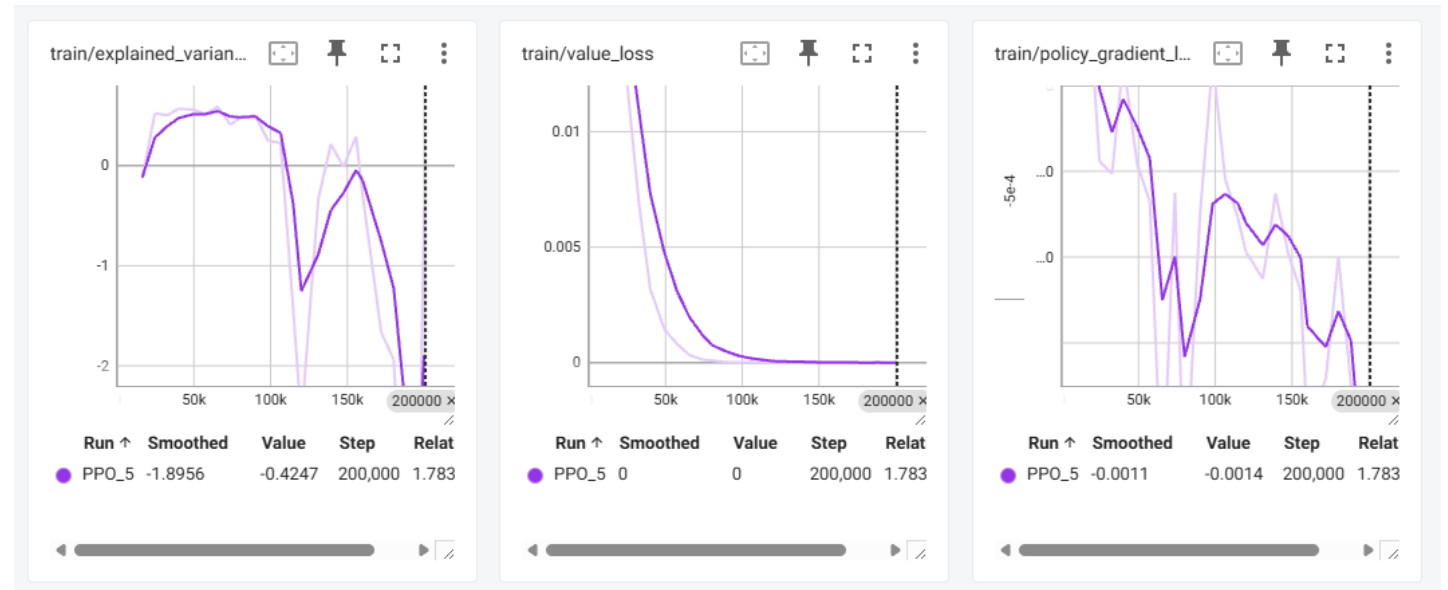 train/explained_varian...
0
-1
-2
50k 100k 150k 200000 ×
Run ↑ Smoothed Value Step Relat
PPO_5 -1.8956 -0.4247 200,000 1.783
train/value_loss
0.01
0.005
0
50k 100k 150k 200000 ×
Run ↑ Smoothed Value Step Relat
PPO_5 0 0 200,000 1.783
train/policy_gradient_l...
...0
-5e-4
...0
50k 100k 150k 200000 ×
Run ↑ Smoothed Value Step Relat
PPO_5 -0.0011 -0.0014 200,000 1.783